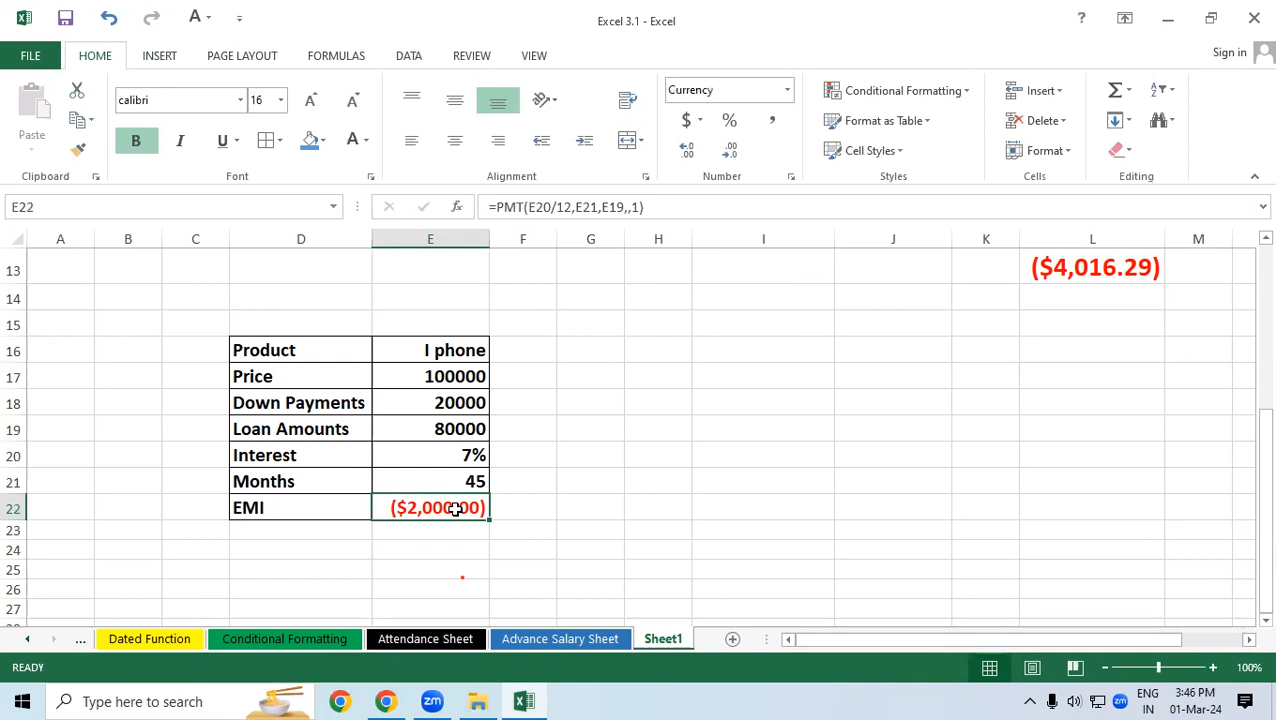 Excel 3.1 - Excel
FILE HOME INSERT PAGE LAYOUT FORMULAS DATA REVIEW VIEW Sign in
calibri 16 Currency Conditional Formatting Insert
Paste Format as Table Delete
Cell Styles Format
Clipboard Font Alignment Number Styles Cells Editing
E22 =PMT(E20/12,E21,E19,,1)
A B C D E F G H I J K L M
13 ($4,016.29)
14
15
16 Product I phone
17 Price 100000
18 Down Payments 20000
19 Loan Amounts 80000
20 Interest 7%
21 Months 45
22 EMI ($2,000.00)
23
24
25
26
27
... Dated Function Conditional Formatting Attendance Sheet Advance Salary Sheet Sheet1
READY 100%
Type here to search zm ENG IN 3:46 PM 01-Mar-24